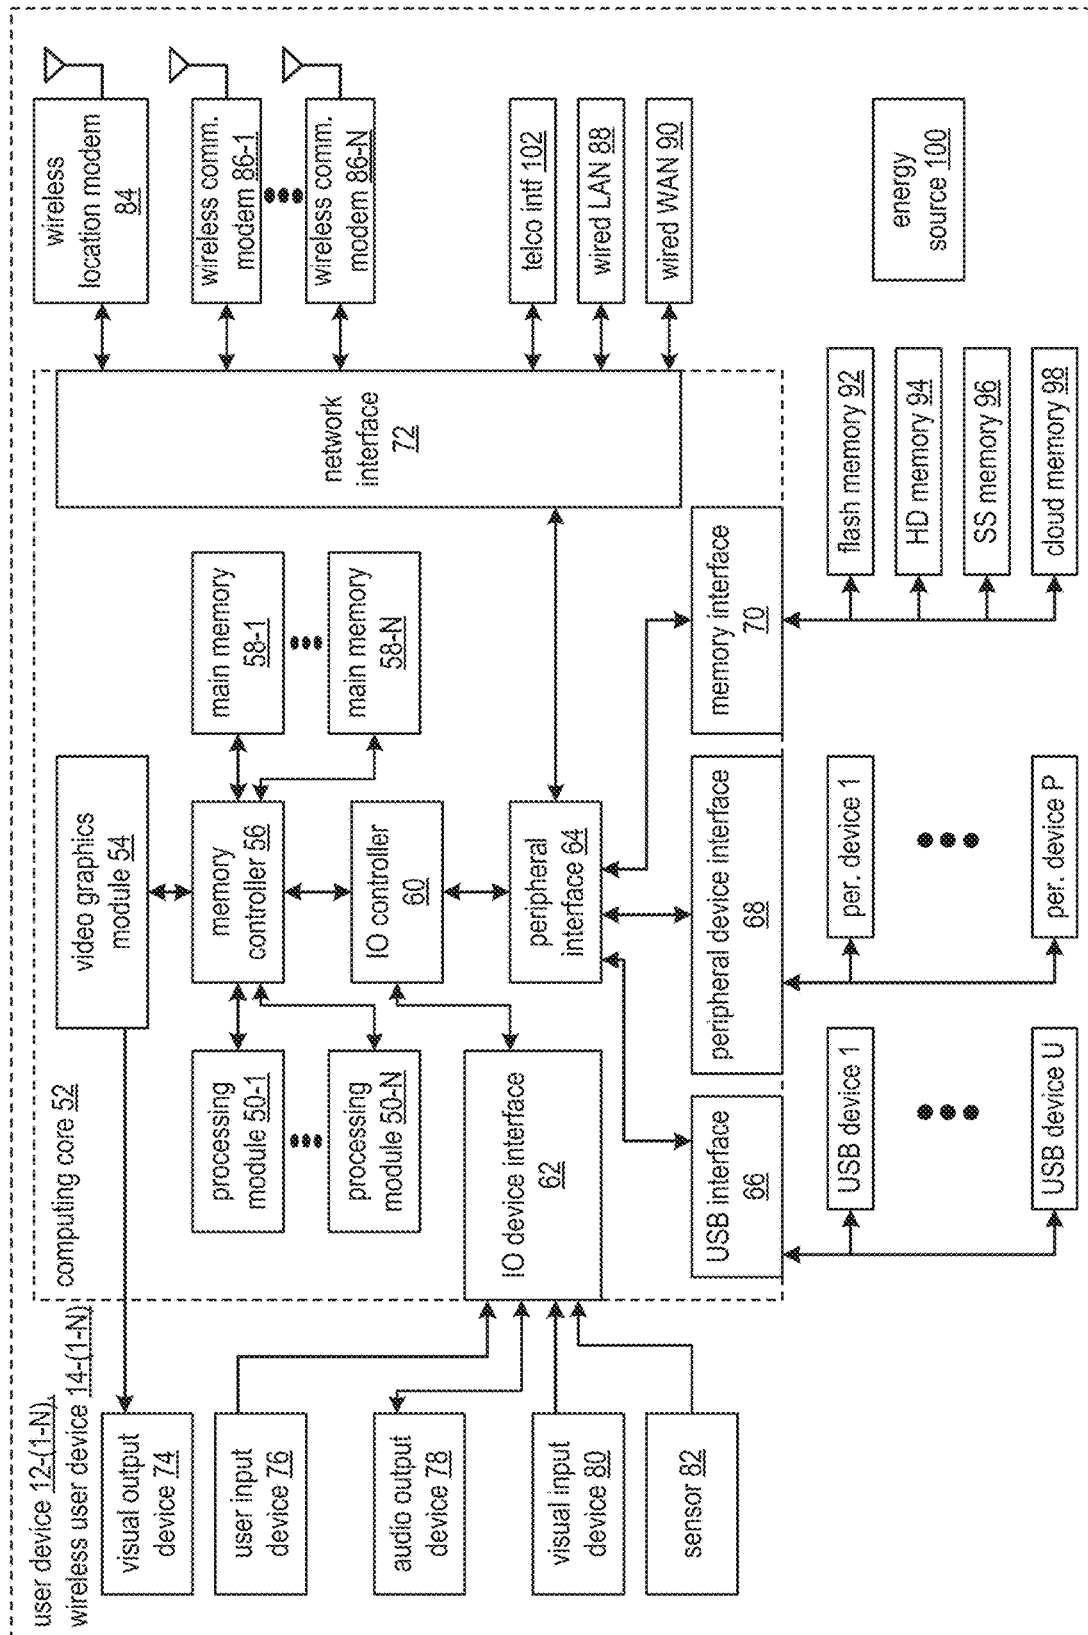 user device 12-(1-N),
wireless user device 14-(1-N)
computing core 52
visual output
device 74
user input
device 76
audio output
device 78
visual input
device 80
sensor 82
video graphics
module 54
processing
module 50-1
processing
module 50-N
memory
controller 56
main memory
58-1
main memory
58-N
IO controller
60
IO device interface
62
peripheral
interface 64
network
interface
72
USB interface
66
peripheral device interface
68
memory interface
70
wireless
location modem
84
wireless comm.
modem 86-1
wireless comm.
modem 86-N
telco intf 102
wired LAN 88
wired WAN 90
USB device 1
USB device U
per. device 1
per. device P
flash memory 92
HD memory 94
SS memory 96
cloud memory 98
energy
source 100